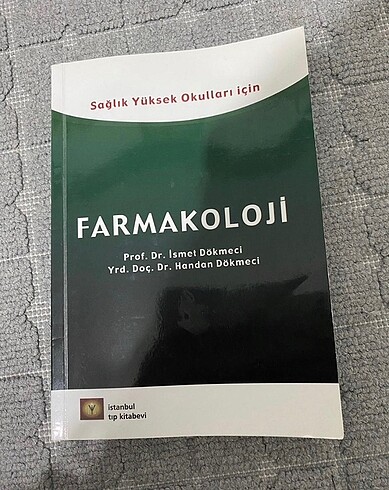 Sağlık Yüksek Okulları için
FARMAKOLOJİ
Prof. Dr. İsmet Dökmeci
Yrd. Doç. Dr. Handan Dökmeci
istanbul
tıp kitabevi